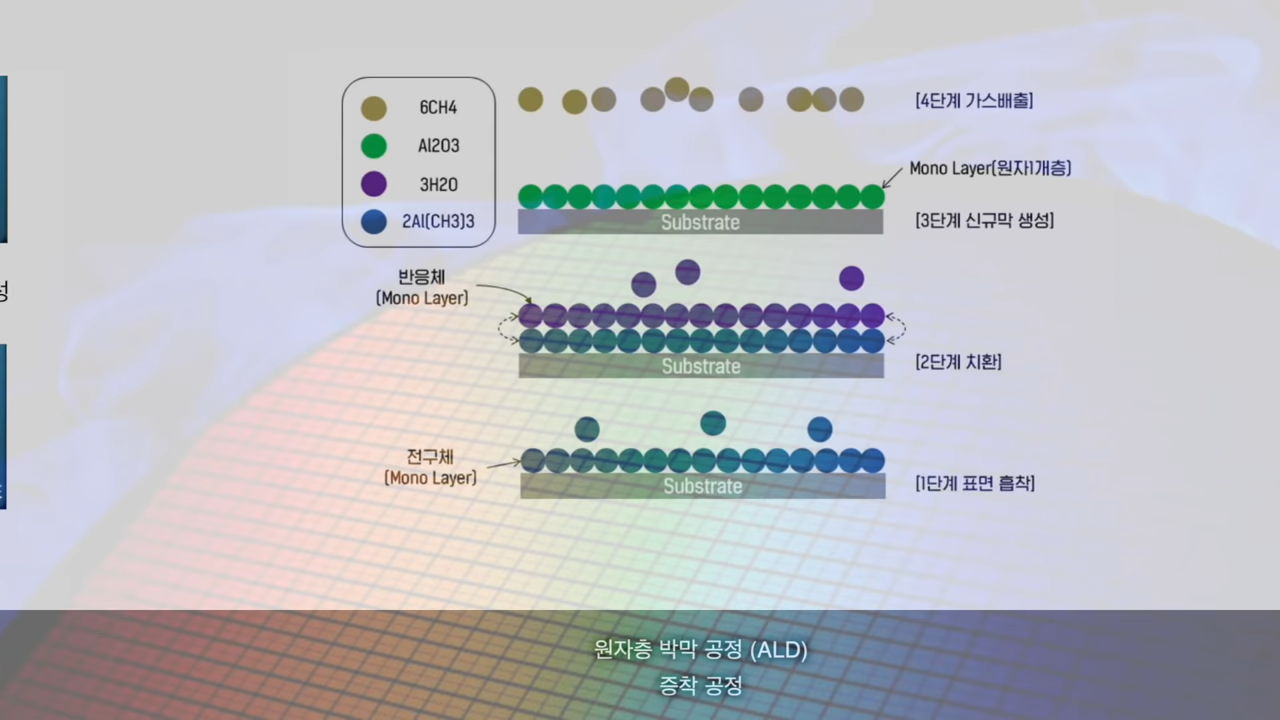 6CH4
Al2O3
3H2O
2Al(CH3)3
[4단계 가스배출]
Mono Layer(원자1개층)
Substrate
[3단계 신규막 생성]
반응체
(Mono Layer)
Substrate
[2단계 치환]
전구체
(Mono Layer)
Substrate
[1단계 표면 흡착]
성
원자층 박막 공정 (ALD)
증착 공정